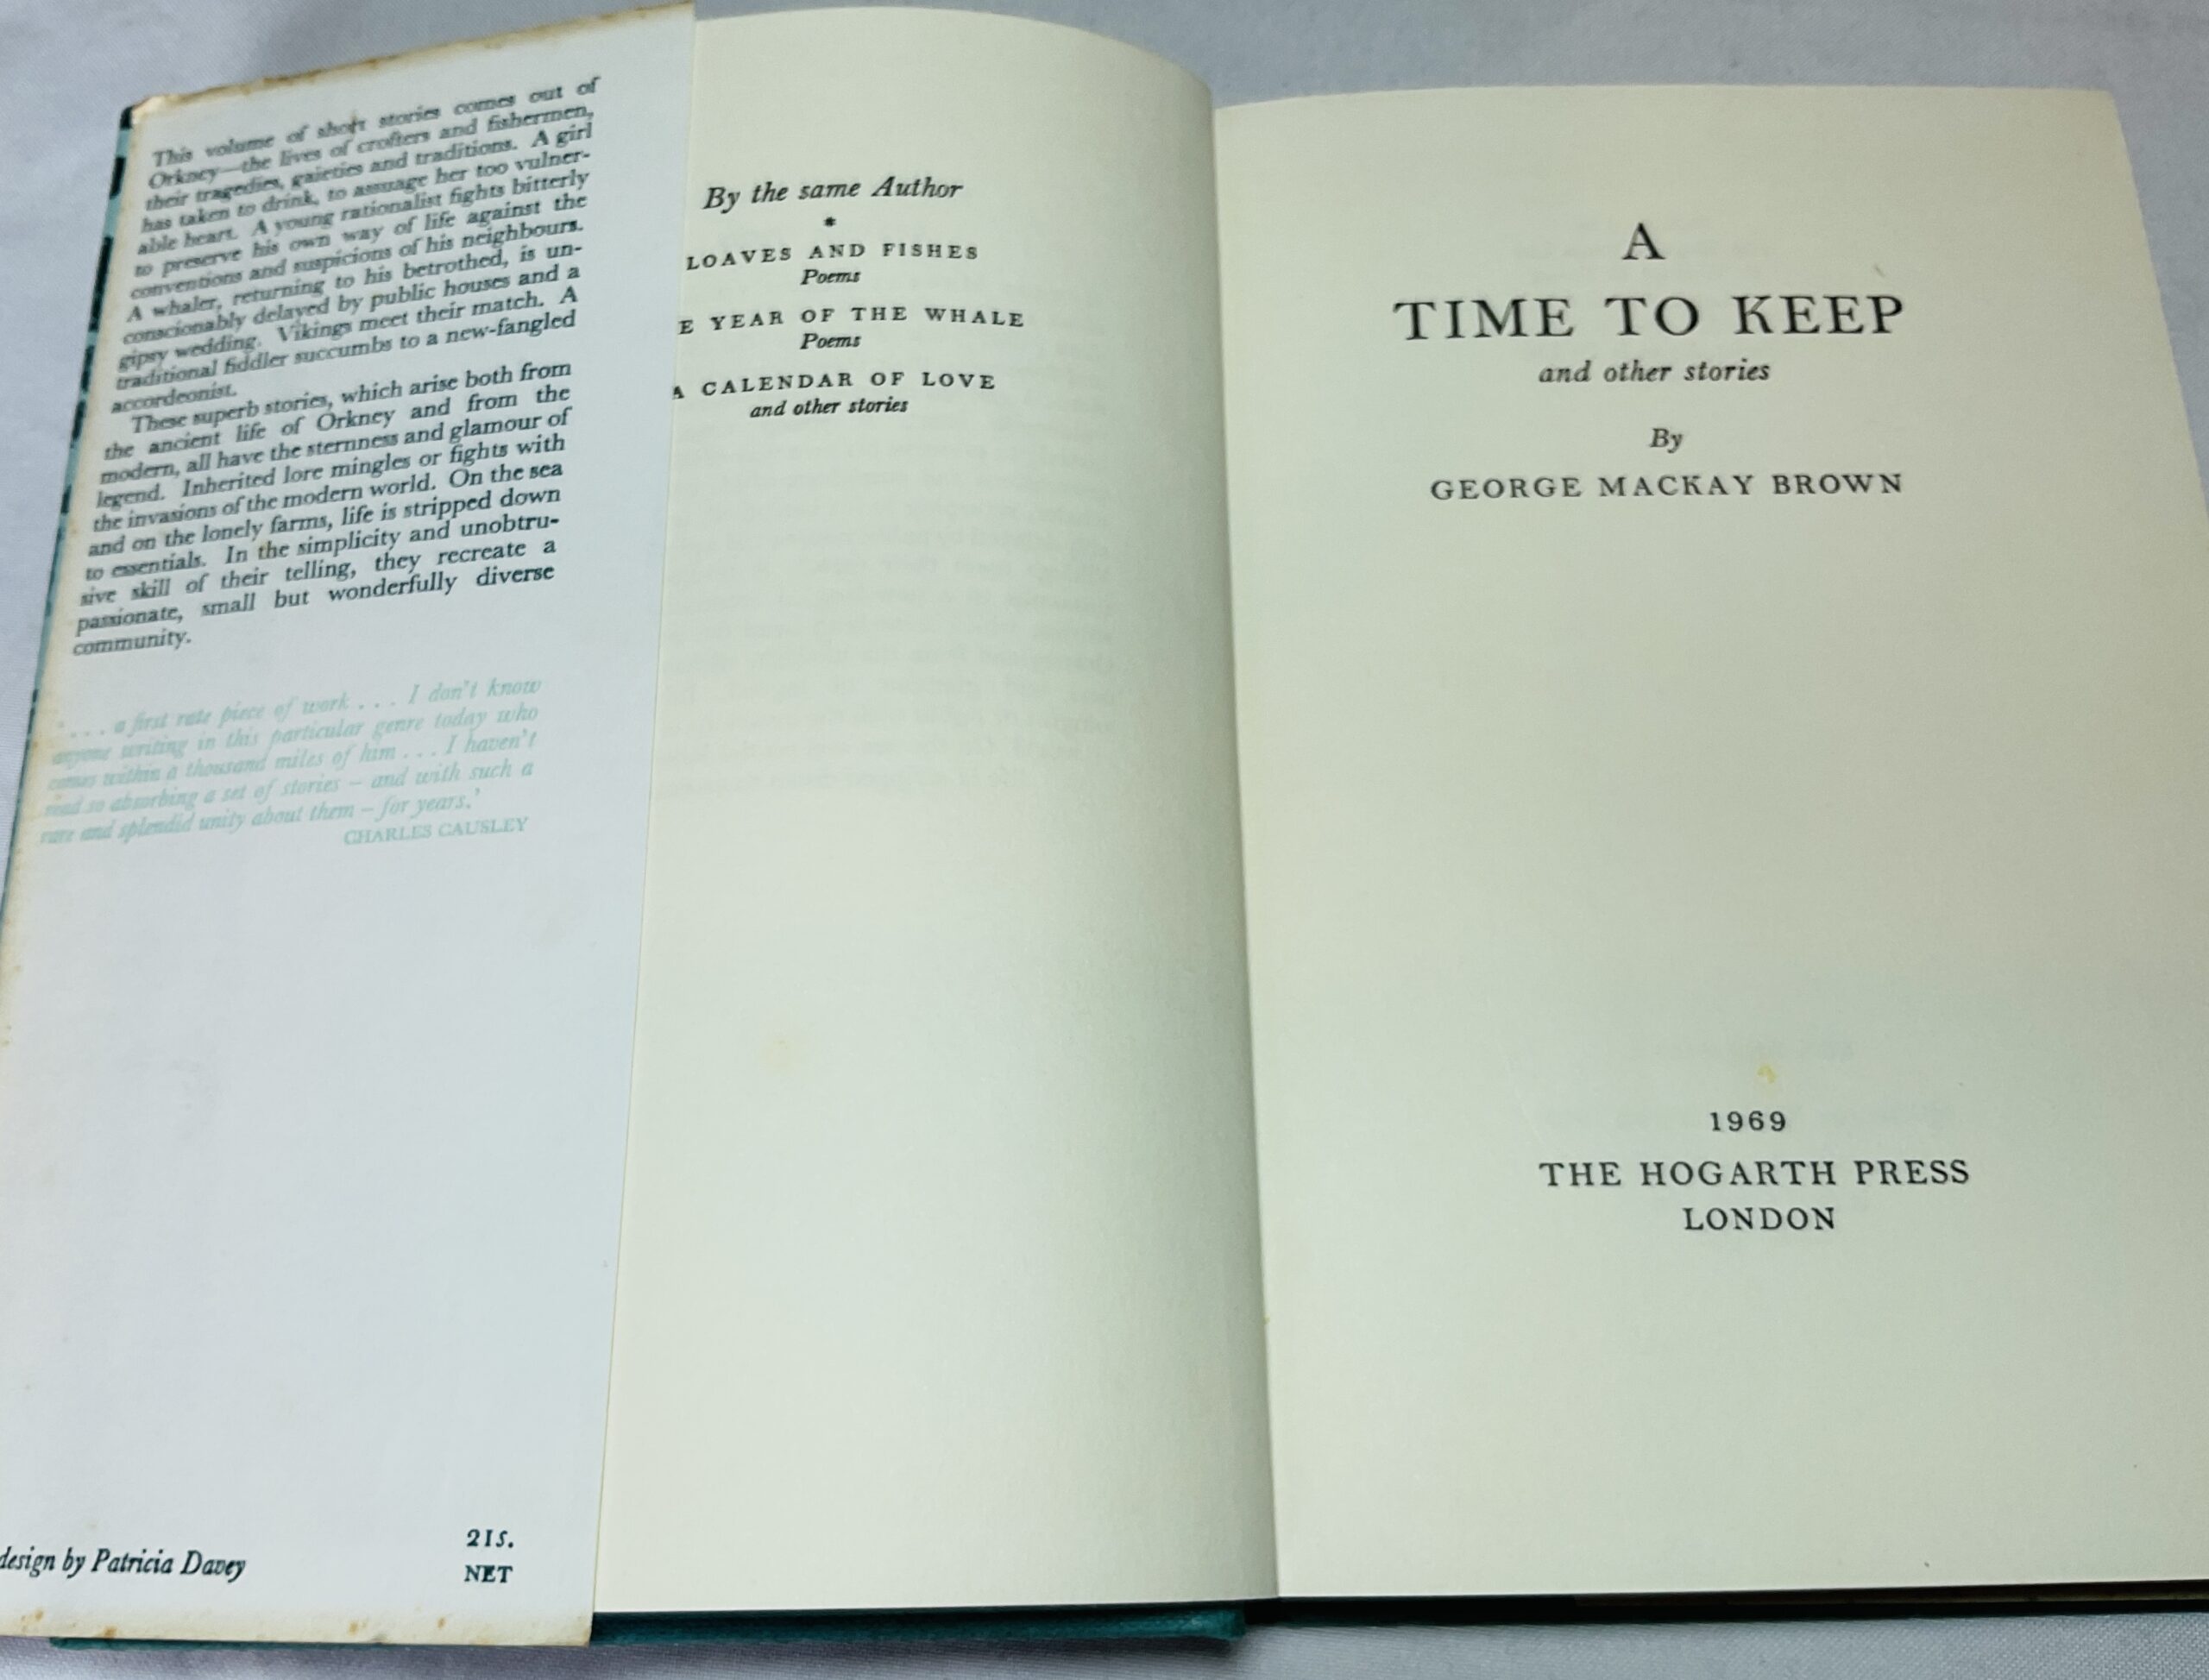 This volume of short stories comes out of
Orkney—the lives of crofters and fishermen,
their tragedies, gaieties and traditions. A girl
has taken to drink, to assuage her too vulner-
able heart. A young rationalist fights bitterly
to preserve his own way of life against the
conventions and suspicions of his neighbours.
A whaler, returning to his betrothed, is un-
conscionably delayed by public houses and a
gipsy wedding. Vikings meet their match. A
traditional fiddler succumbs to a new-fangled
accordeonist.
These superb stories, which arise both from
the ancient life of Orkney and from the
modern, all have the sternness and glamour of
legend. Inherited lore mingles or fights with
the invasions of the modern world. On the sea
and on the lonely farms, life is stripped down
to essentials. In the simplicity and unobtru-
sive skill of their telling, they recreate a
passionate, small but wonderfully diverse
community.
'. . . a first rate piece of work . . . I don't know
anyone writing in this particular genre today who
comes within a thousand miles of him . . . I haven't
read so absorbing a set of stories – and with such a
rare and splendid unity about them – for years.'
CHARLES CAUSLEY
design by Patricia Davey
21s.
NET
By the same Author
*
LOAVES AND FISHES
Poems
E YEAR OF THE WHALE
Poems
A CALENDAR OF LOVE
and other stories
A
TIME TO KEEP
and other stories
By
GEORGE MACKAY BROWN
1969
THE HOGARTH PRESS
LONDON